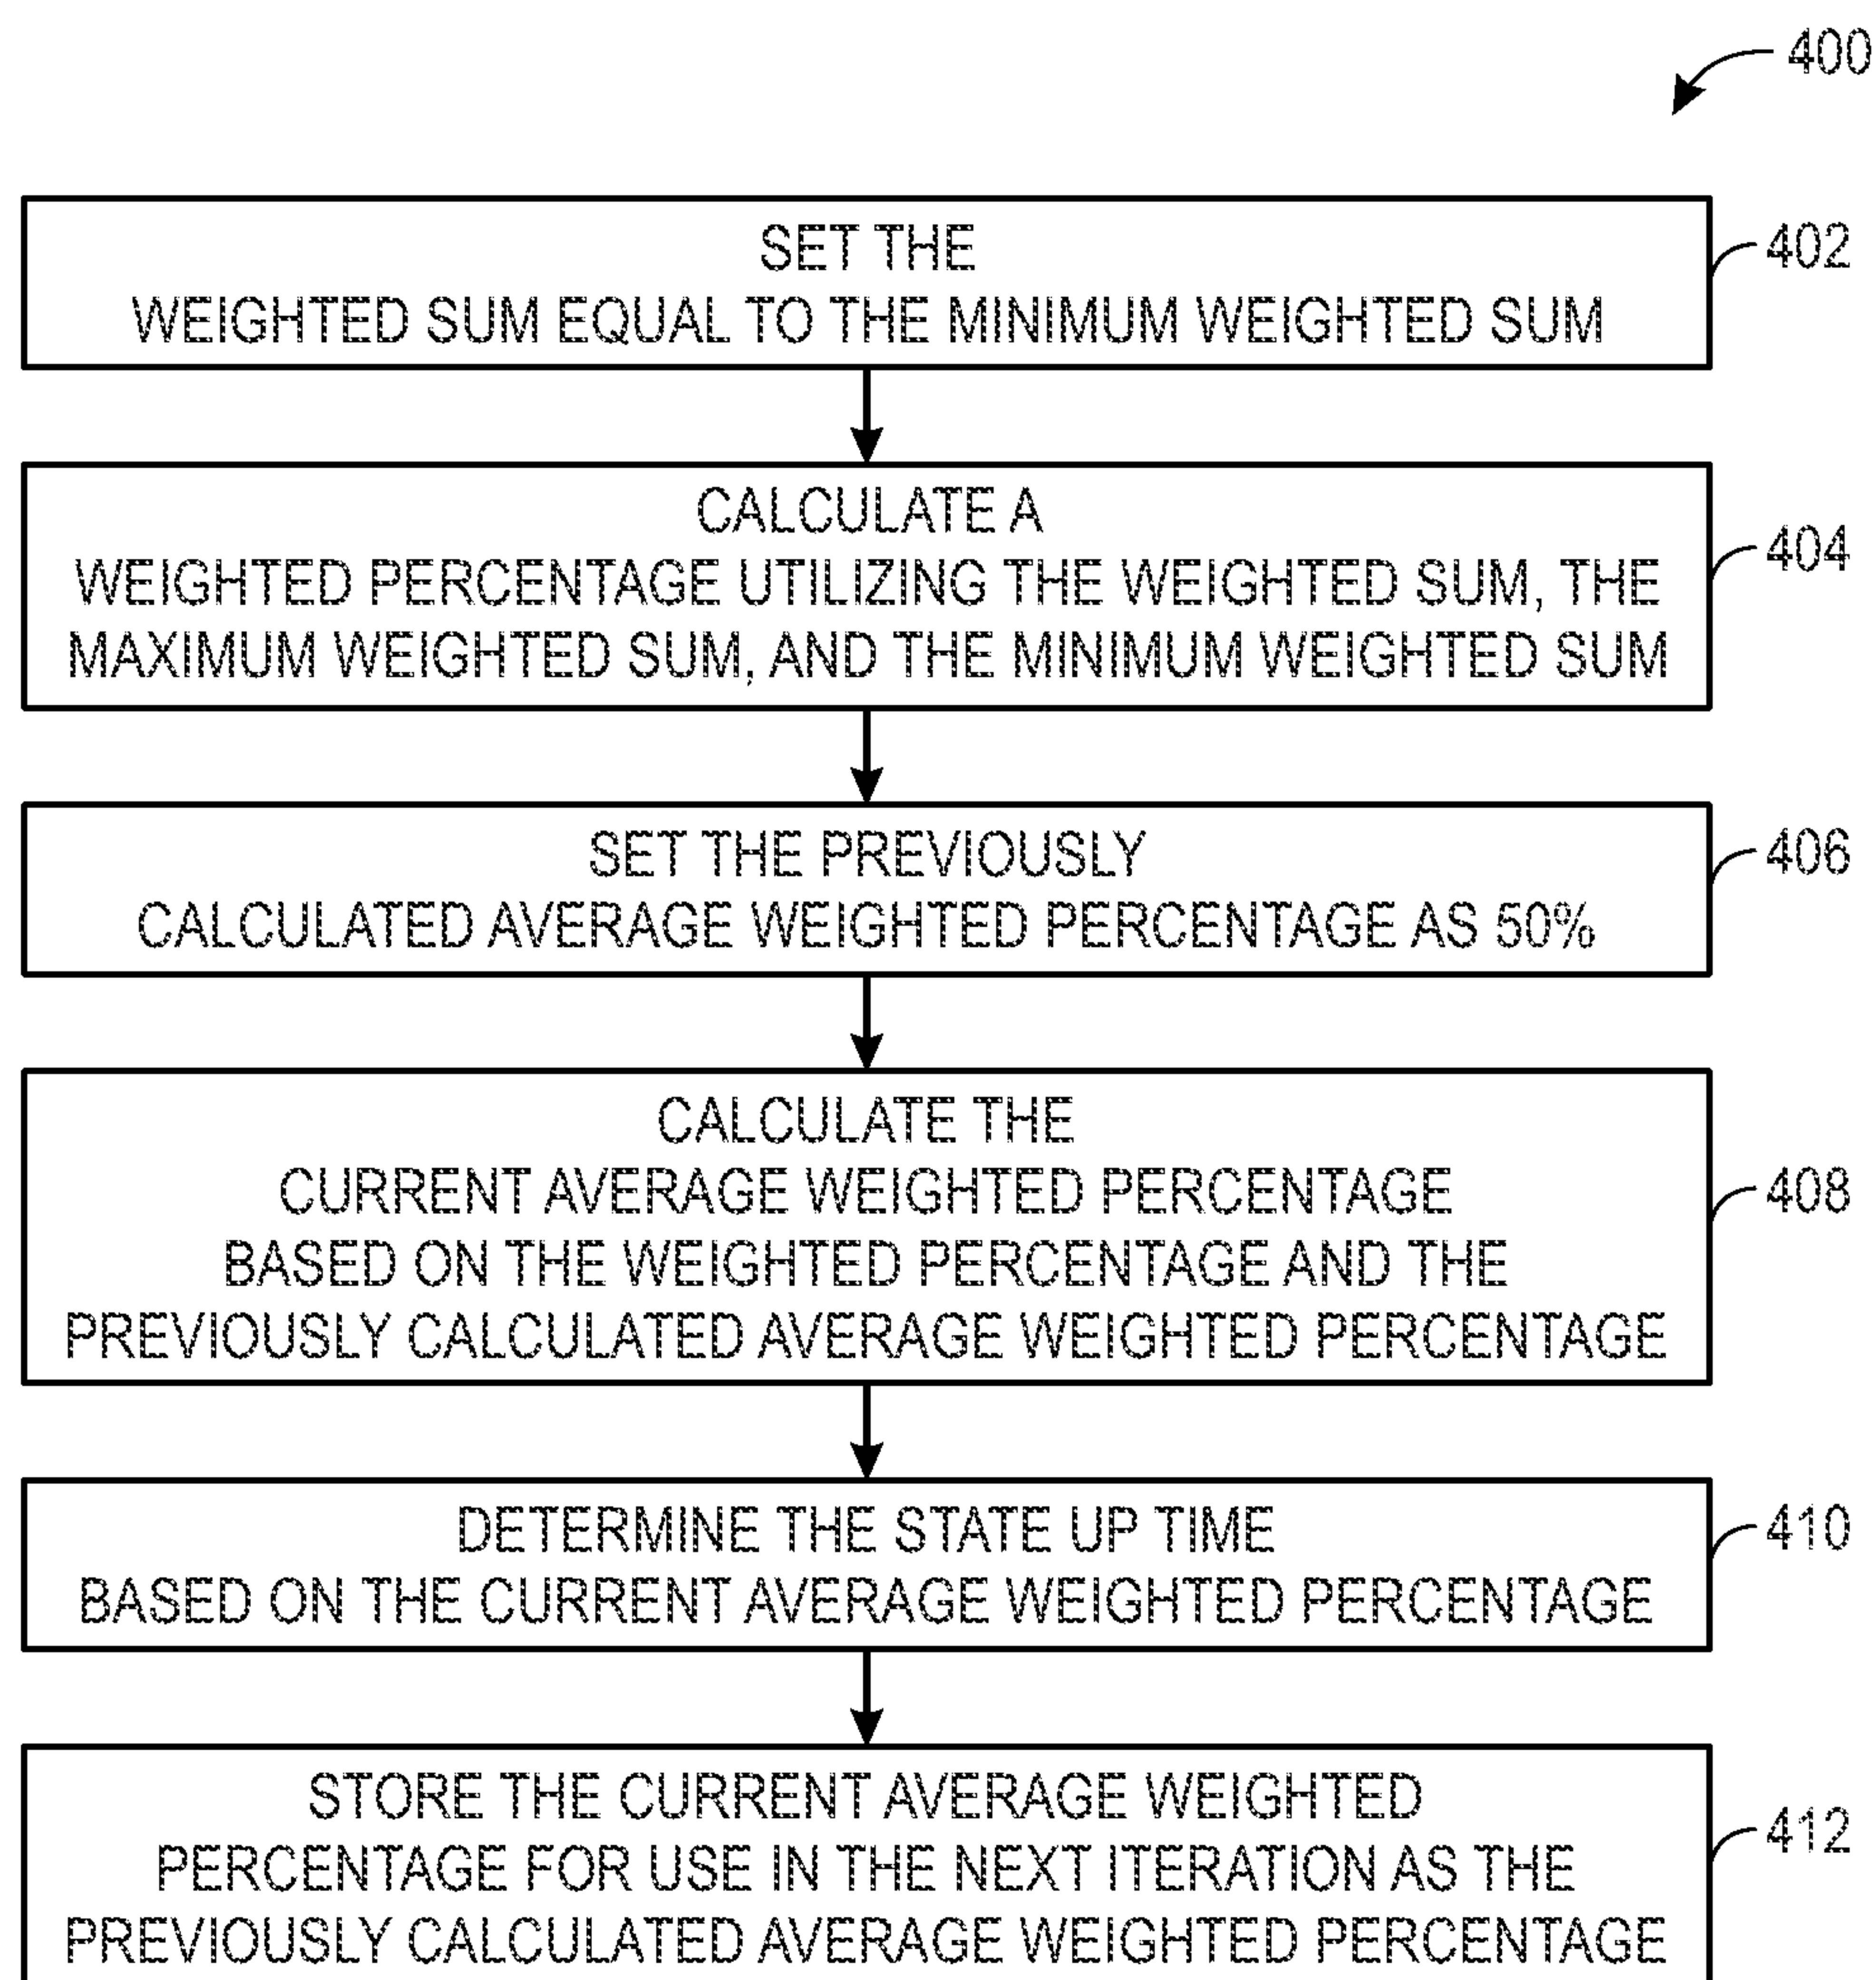 400
SET THE
WEIGHTED SUM EQUAL TO THE MINIMUM WEIGHTED SUM
402
CALCULATE A
WEIGHTED PERCENTAGE UTILIZING THE WEIGHTED SUM, THE
MAXIMUM WEIGHTED SUM, AND THE MINIMUM WEIGHTED SUM
404
SET THE PREVIOUSLY
CALCULATED AVERAGE WEIGHTED PERCENTAGE AS 50%
406
CALCULATE THE
CURRENT AVERAGE WEIGHTED PERCENTAGE
BASED ON THE WEIGHTED PERCENTAGE AND THE
PREVIOUSLY CALCULATED AVERAGE WEIGHTED PERCENTAGE
408
DETERMINE THE STATE UP TIME
BASED ON THE CURRENT AVERAGE WEIGHTED PERCENTAGE
410
STORE THE CURRENT AVERAGE WEIGHTED
PERCENTAGE FOR USE IN THE NEXT ITERATION AS THE
PREVIOUSLY CALCULATED AVERAGE WEIGHTED PERCENTAGE
412